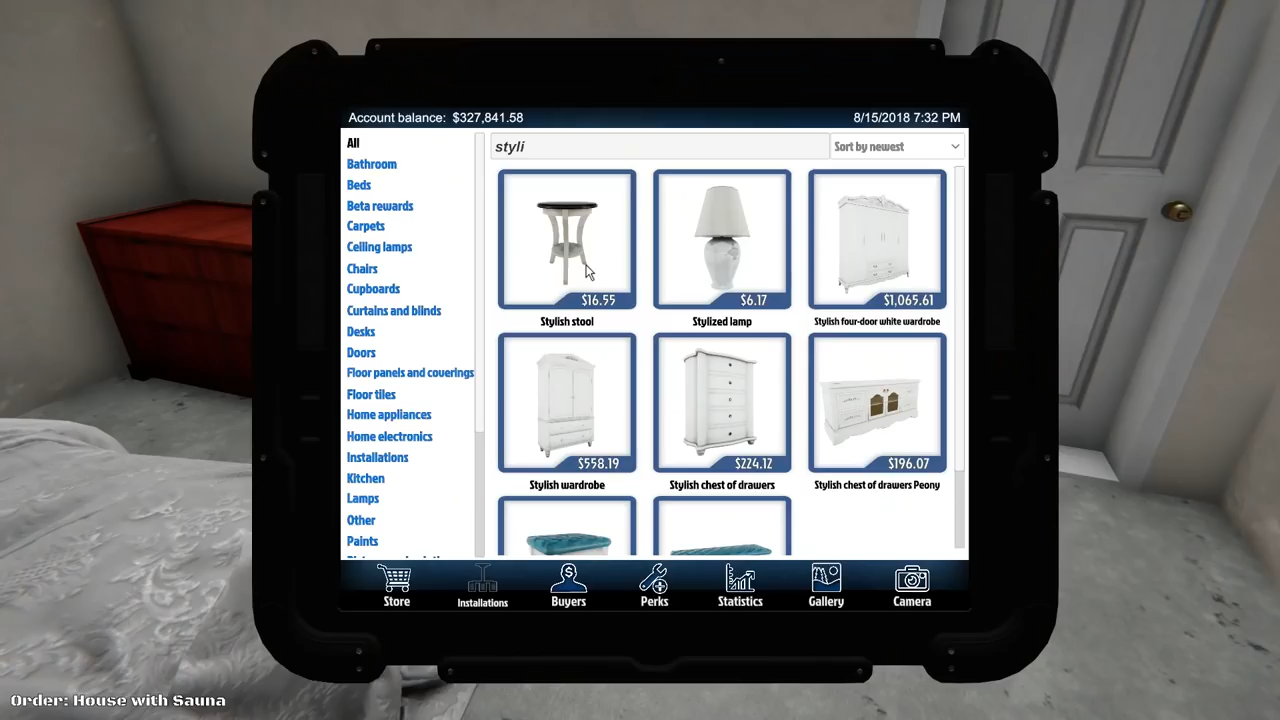 Account balance: $327,841.58
8/15/2018 7:32 PM
All
Bathroom
Beds
Beta rewards
Carpets
Ceiling lamps
Chairs
Cupboards
Curtains and blinds
Desks
Doors
Floor panels and coverings
Floor tiles
Home appliances
Home electronics
Installations
Kitchen
Lamps
Other
Paints
styli
Sort by newest
$16.55
$6.17
$1,065.61
Stylish stool
Stylized lamp
Stylish four-door white wardrobe
$558.19
$224.12
$196.07
Stylish wardrobe
Stylish chest of drawers
Stylish chest of drawers Peony
Store
Installations
Buyers
Perks
Statistics
Gallery
Camera
Order: House with Sauna